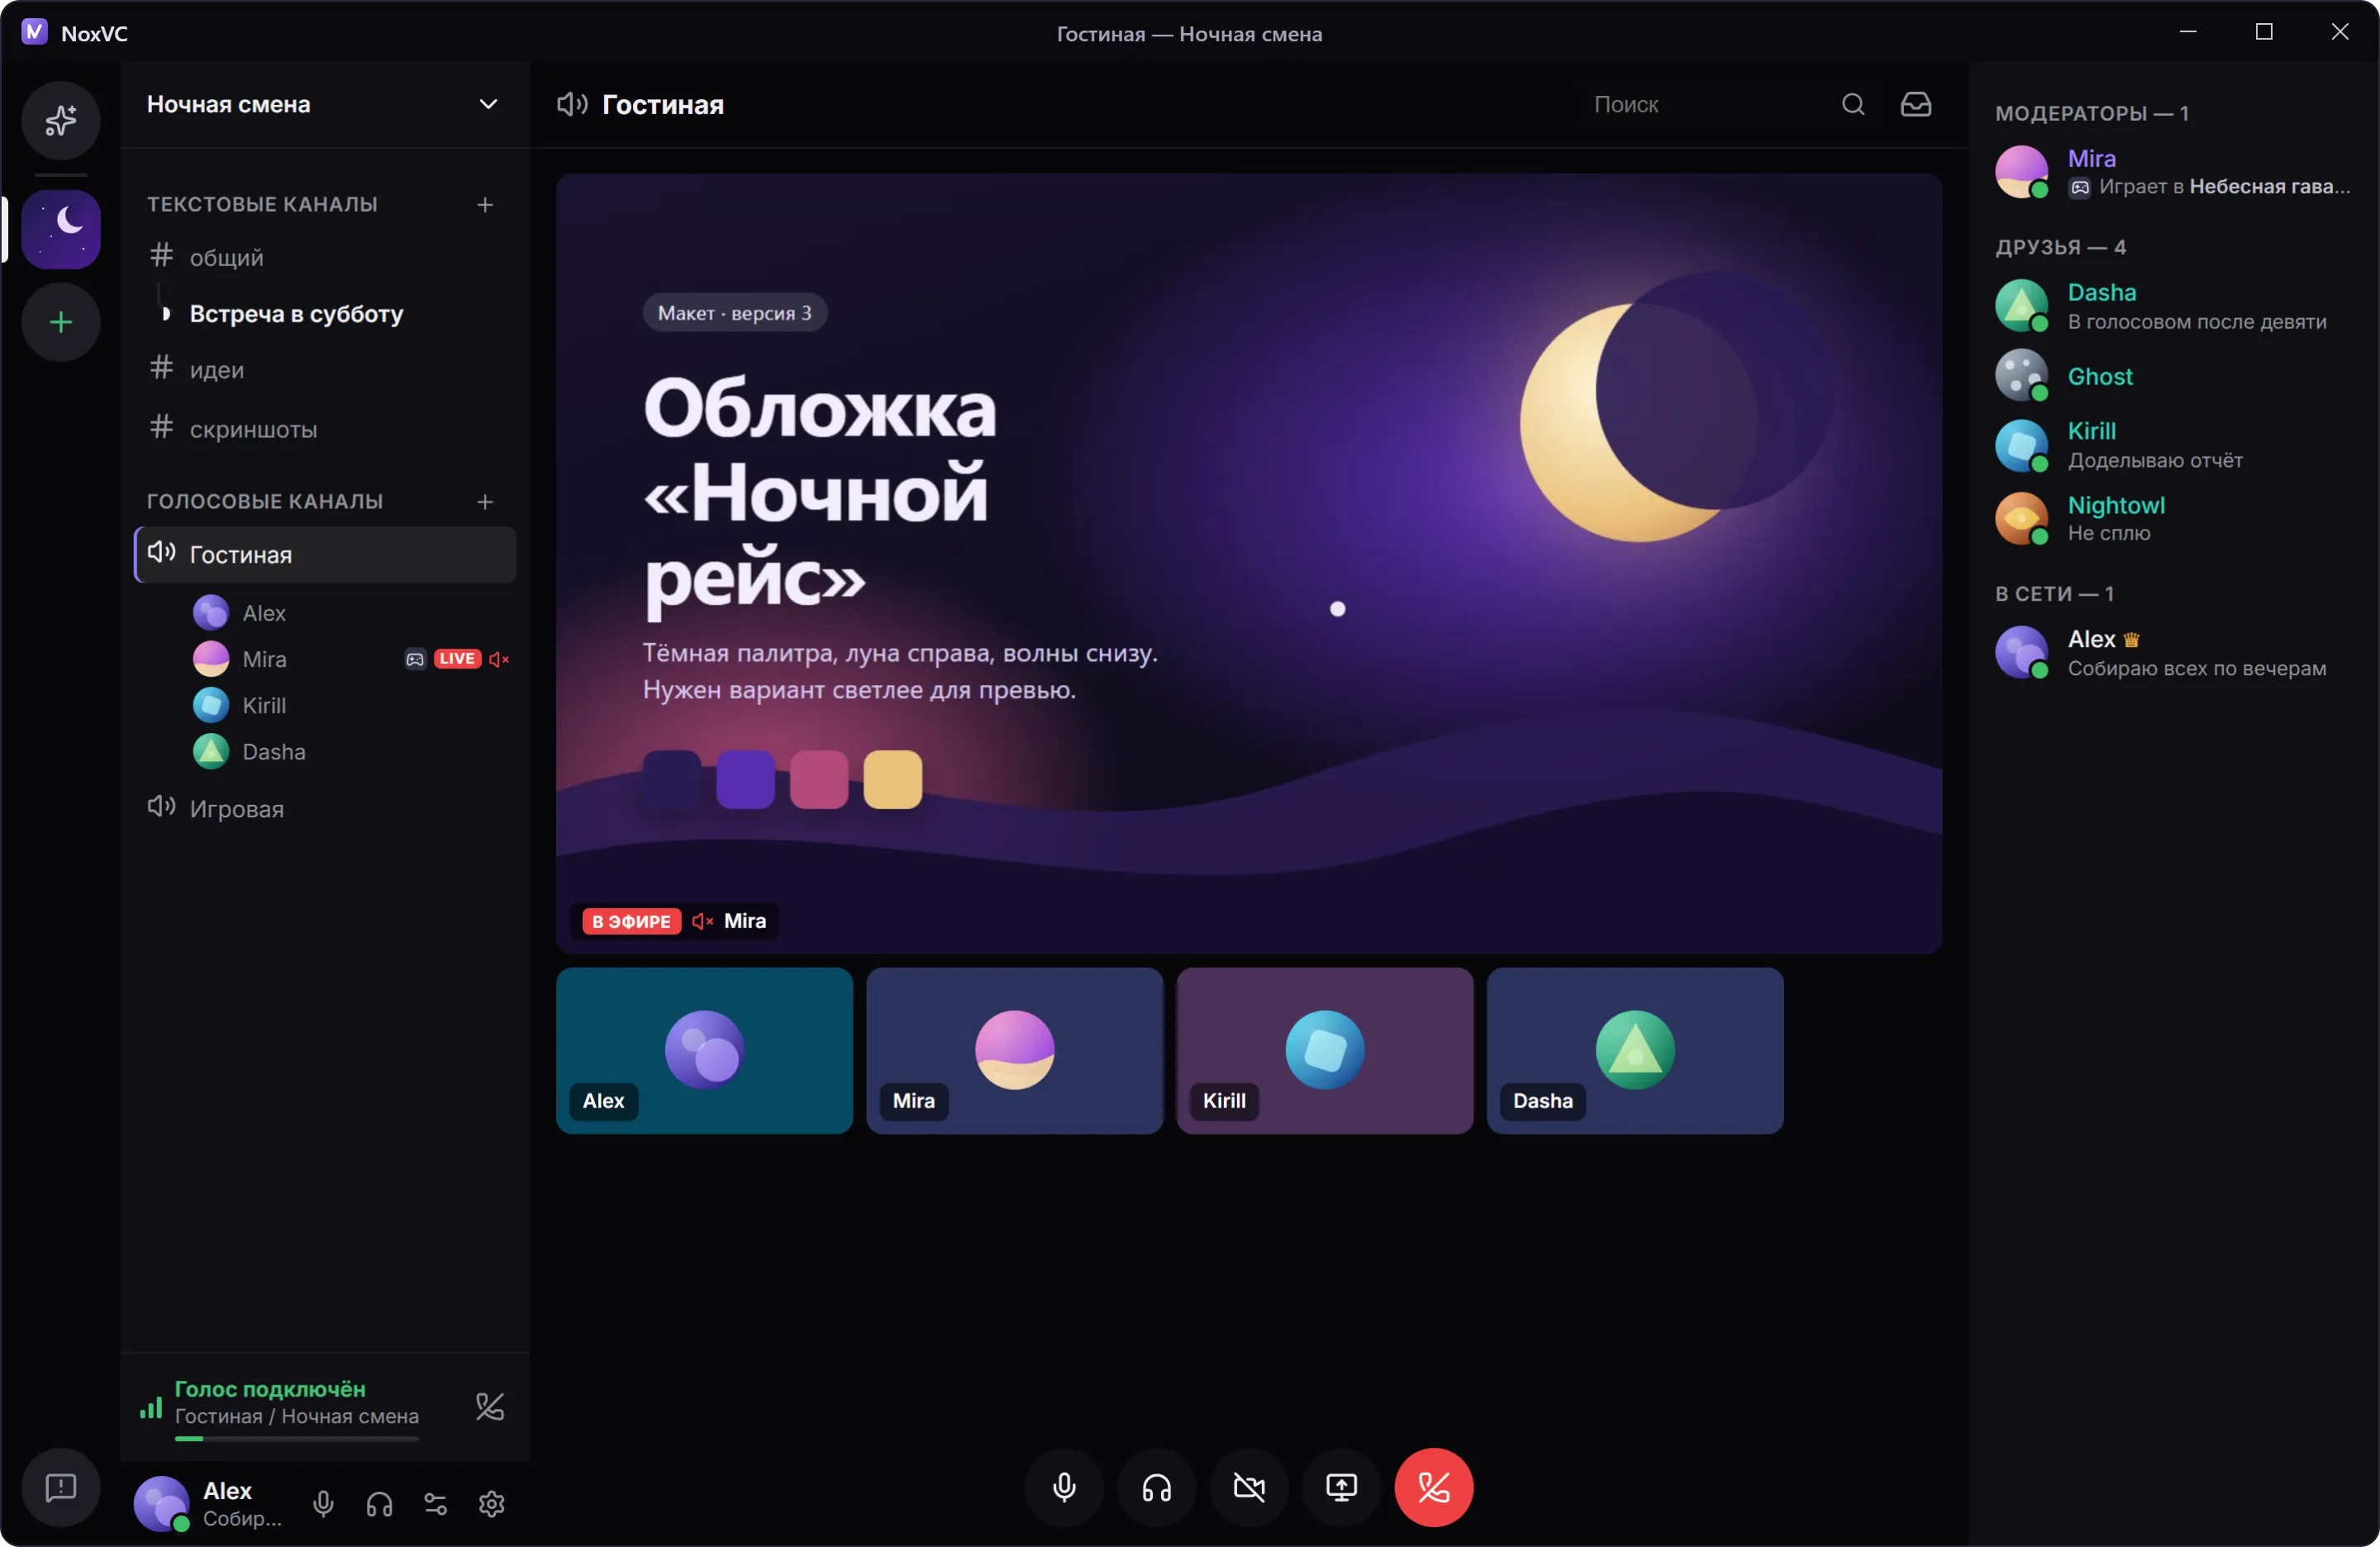 NoxVC
Гостиная — Ночная смена
Ночная смена
ТЕКСТОВЫЕ КАНАЛЫ
общий
Встреча в субботу
идеи
скриншоты
ГОЛОСОВЫЕ КАНАЛЫ
Гостиная
Alex
Mira LIVE
Kirill
Dasha
Игровая
Голос подключён
Гостиная / Ночная смена
Alex
Собир...
Гостиная
Поиск
Макет · версия 3
Обложка
«Ночной
рейс»
Тёмная палитра, луна справа, волны снизу.
Нужен вариант светлее для превью.
В ЭФИРЕ Mira
Alex
Mira
Kirill
Dasha
МОДЕРАТОРЫ — 1
Mira
Играет в Небесная гава...
ДРУЗЬЯ — 4
Dasha
В голосовом после девяти
Ghost
Kirill
Доделываю отчёт
Nightowl
Не сплю
В СЕТИ — 1
Alex
Собираю всех по вечерам